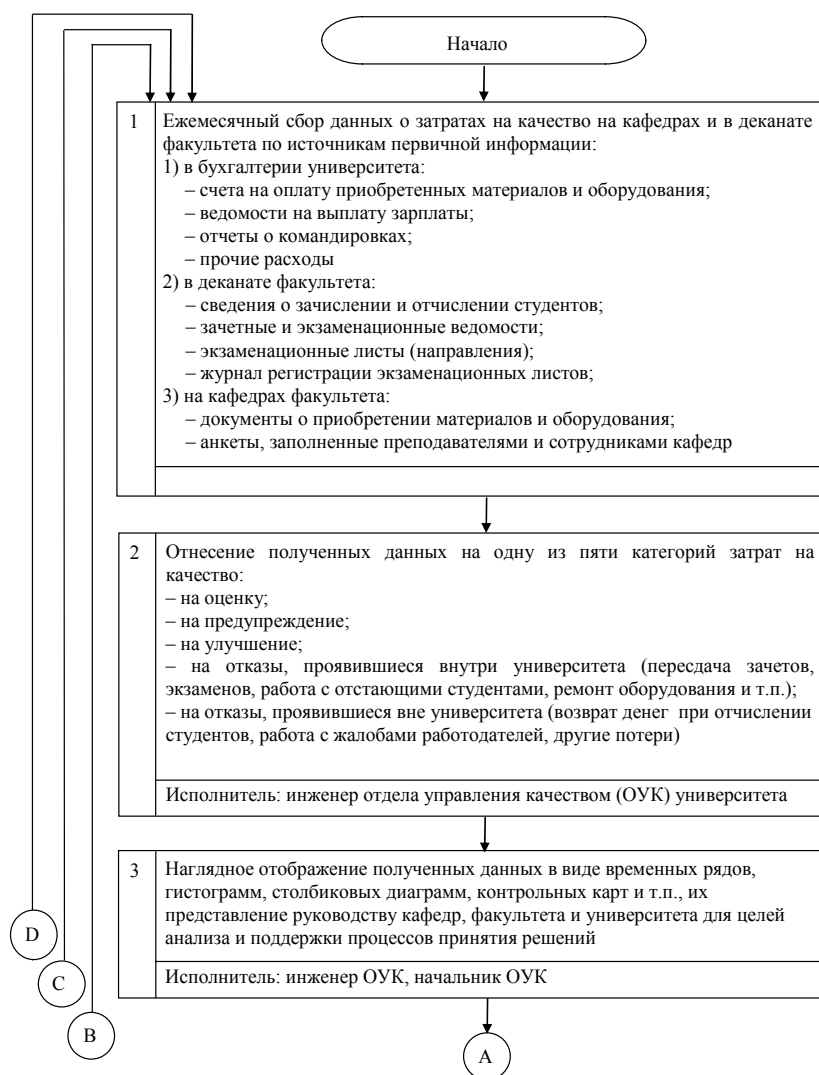 Начало
1
Ежемесячный сбор данных о затратах на качество на кафедрах и в деканате
факультета по источникам первичной информации:
1) в бухгалтерии университета:
– счета на оплату приобретенных материалов и оборудования;
– ведомости на выплату зарплаты;
– отчеты о командировках;
– прочие расходы
2) в деканате факультета:
– сведения о зачислении и отчислении студентов;
– зачетные и экзаменационные ведомости;
– экзаменационные листы (направления);
– журнал регистрации экзаменационных листов;
3) на кафедрах факультета:
– документы о приобретении материалов и оборудования;
– анкеты, заполненные преподавателями и сотрудниками кафедр
2
Отнесение полученных данных на одну из пяти категорий затрат на
качество:
– на оценку;
– на предупреждение;
– на улучшение;
– на отказы, проявившиеся внутри университета (пересдача зачетов,
экзаменов, работа с отстающими студентами, ремонт оборудования и т.п.);
– на отказы, проявившиеся вне университета (возврат денег при отчислении
студентов, работа с жалобами работодателей, другие потери)
Исполнитель: инженер отдела управления качеством (ОУК) университета
3
Наглядное отображение полученных данных в виде временных рядов,
гистограмм, столбиковых диаграмм, контрольных карт и т.п., их
представление руководству кафедр, факультета и университета для целей
анализа и поддержки процессов принятия решений
Исполнитель: инженер ОУК, начальник ОУК
D
C
B
A